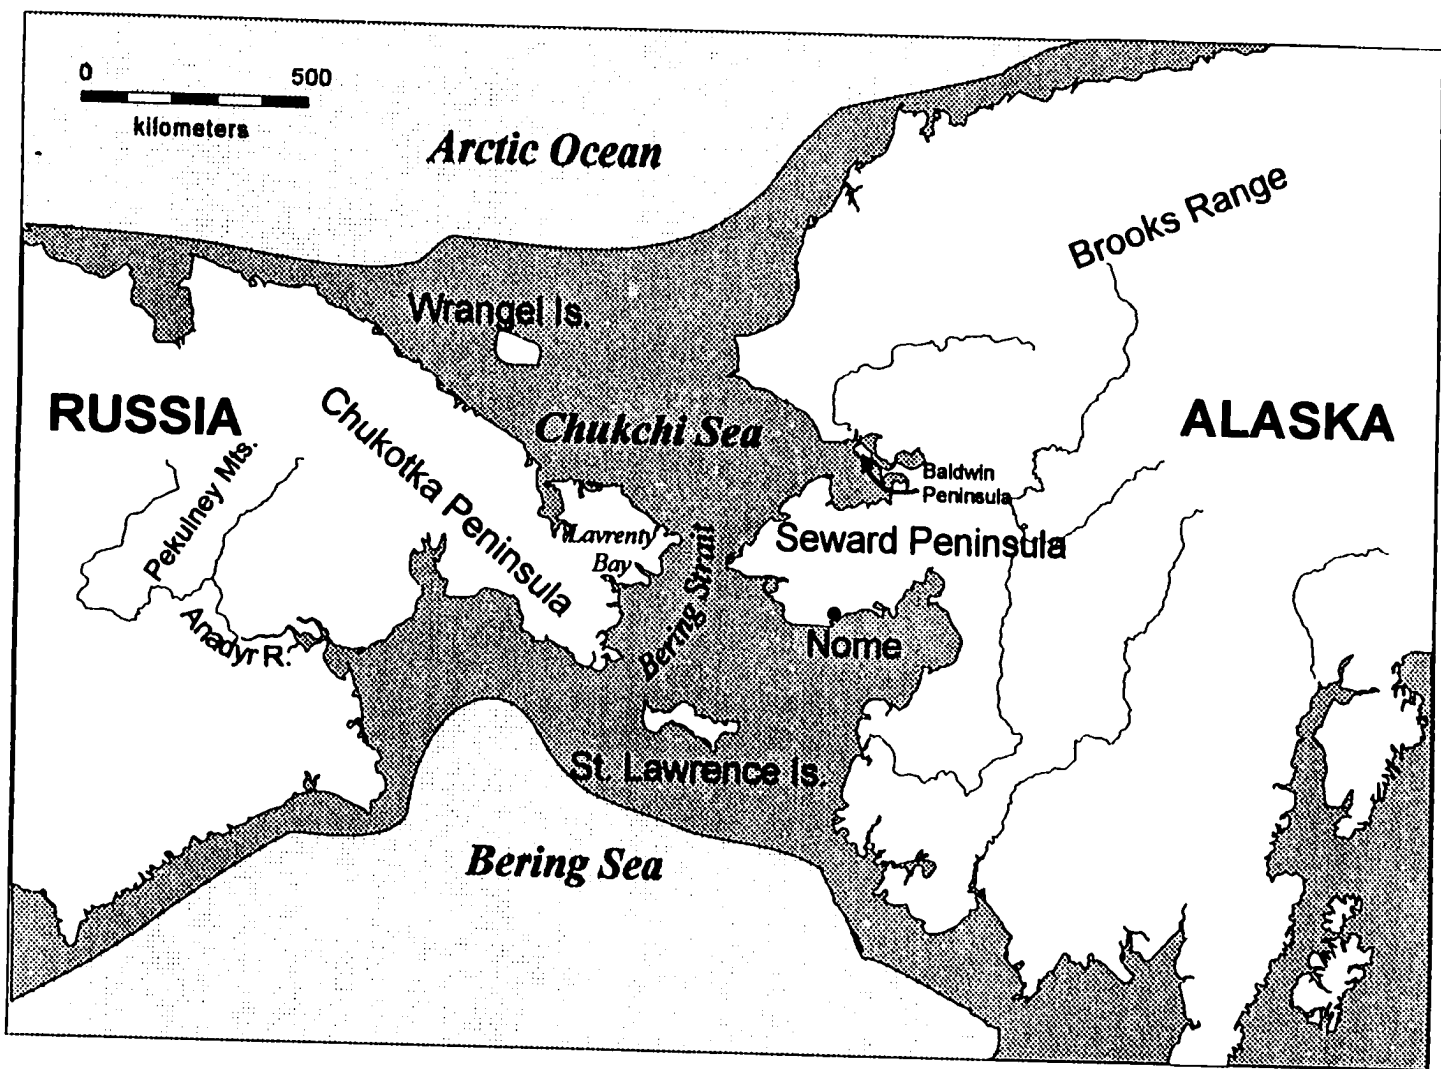 0 500
kilometers
Arctic Ocean
Brooks Range
Wrangel Is.
RUSSIA
Chukotka Peninsula
Chukchi Sea
ALASKA
Pekulney Mts.
Baldwin
Peninsula
Lavrenty
Bay
Bering Strait
Seward Peninsula
Anadyr R.
Nome
St. Lawrence Is.
Bering Sea